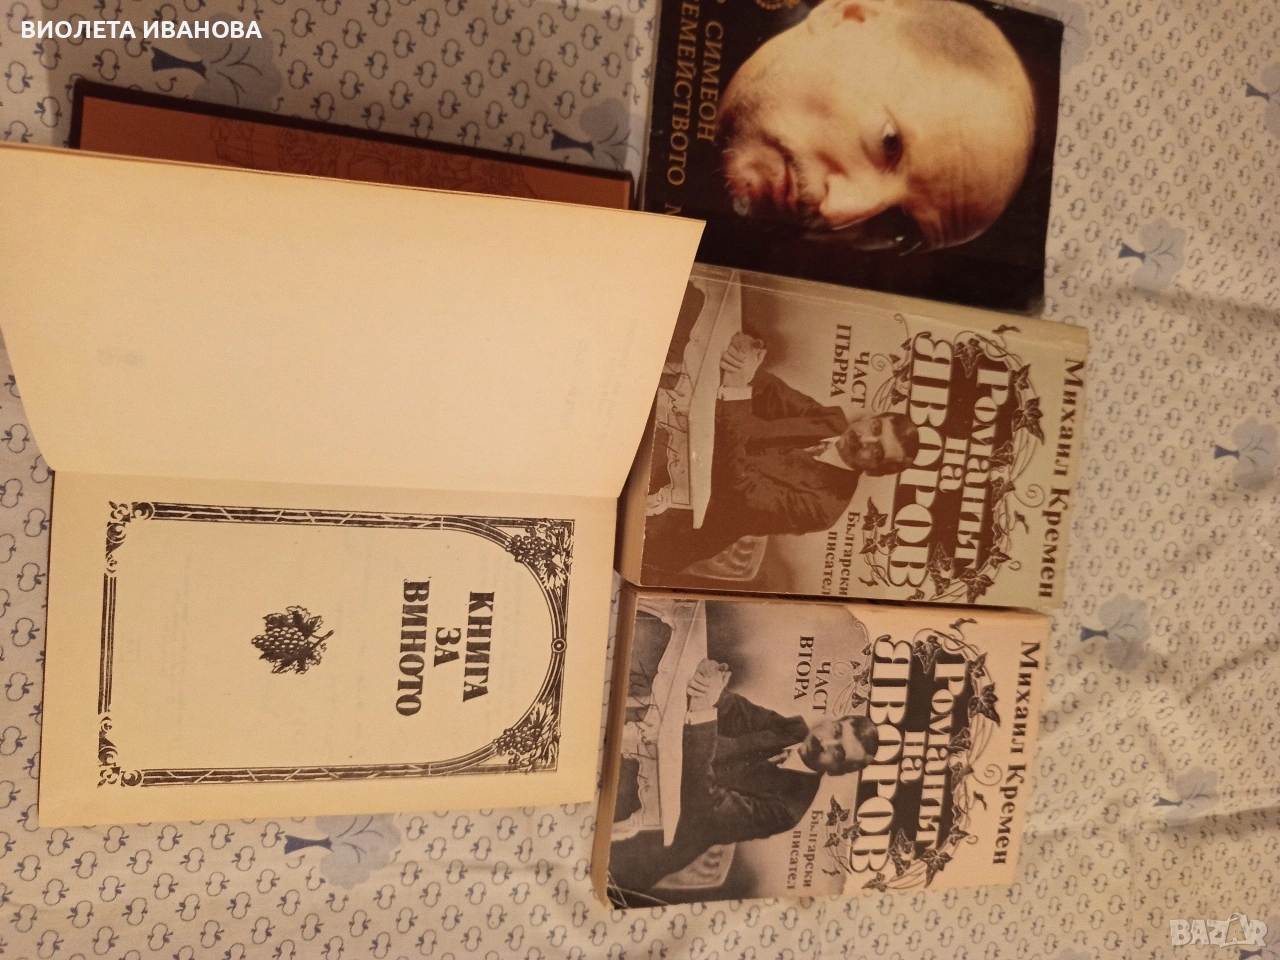 ВИОЛЕТА ИВАНОВА
СИМЕОН
КНИГА
ЗА
ВИНОТО
Михаил Кремен
РОМАНЪТ
на
ЯВОРОВ
ЧАСТ
ПЪРВА
Български
писател
Михаил Кремен
РОМАНЪТ
на
ЯВОРОВ
ЧАСТ
ВТОРА
Български
писател
BAZAR